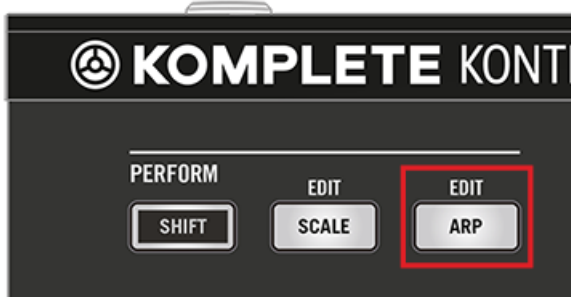 KOMPLETE KONT
PERFORM
EDIT EDIT
SHIFT SCALE ARP